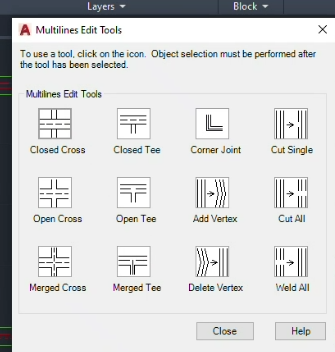 Layers Block
Multilines Edit Tools
To use a tool, click on the icon. Object selection must be performed after
the tool has been selected.
Multilines Edit Tools
Closed Cross Closed Tee Corner Joint Cut Single
Open Cross Open Tee Add Vertex Cut All
Merged Cross Merged Tee Delete Vertex Weld All
Close Help